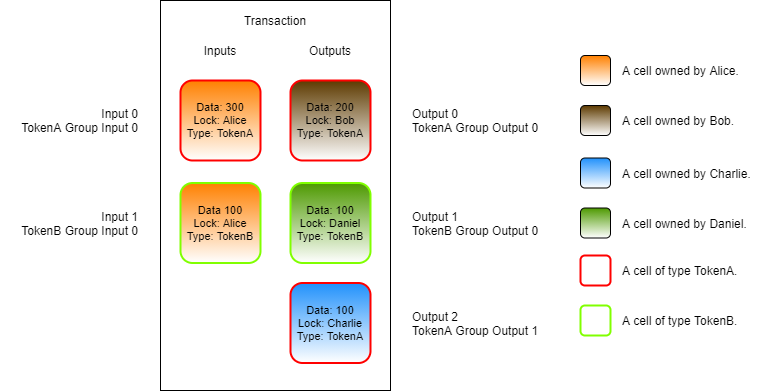 Transaction
Inputs
Outputs
Input 0
TokenA Group Input 0
Data: 300
Lock: Alice
Type: TokenA
Data: 200
Lock: Bob
Type: TokenA
Output 0
TokenA Group Output 0
Input 1
TokenB Group Input 0
Data 100
Lock: Alice
Type: TokenB
Data: 100
Lock: Daniel
Type: TokenB
Output 1
TokenB Group Output 0
Data: 100
Lock: Charlie
Type: TokenA
Output 2
TokenA Group Output 1
A cell owned by Alice.
A cell owned by Bob.
A cell owned by Charlie.
A cell owned by Daniel.
A cell of type TokenA.
A cell of type TokenB.